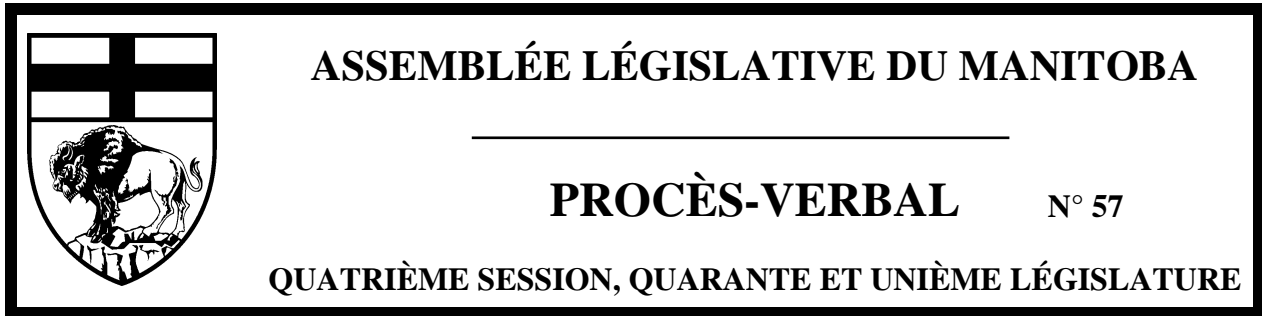 ASSEMBLÉE LÉGISLATIVE DU MANITOBA
PROCÈS-VERBAL N° 57
QUATRIÈME SESSION, QUARANTE ET UNIÈME LÉGISLATURE